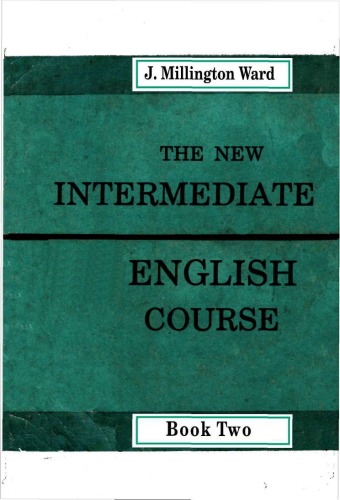 J. Millington Ward
THE NEW
INTERMEDIATE
ENGLISH
COURSE
Book Two